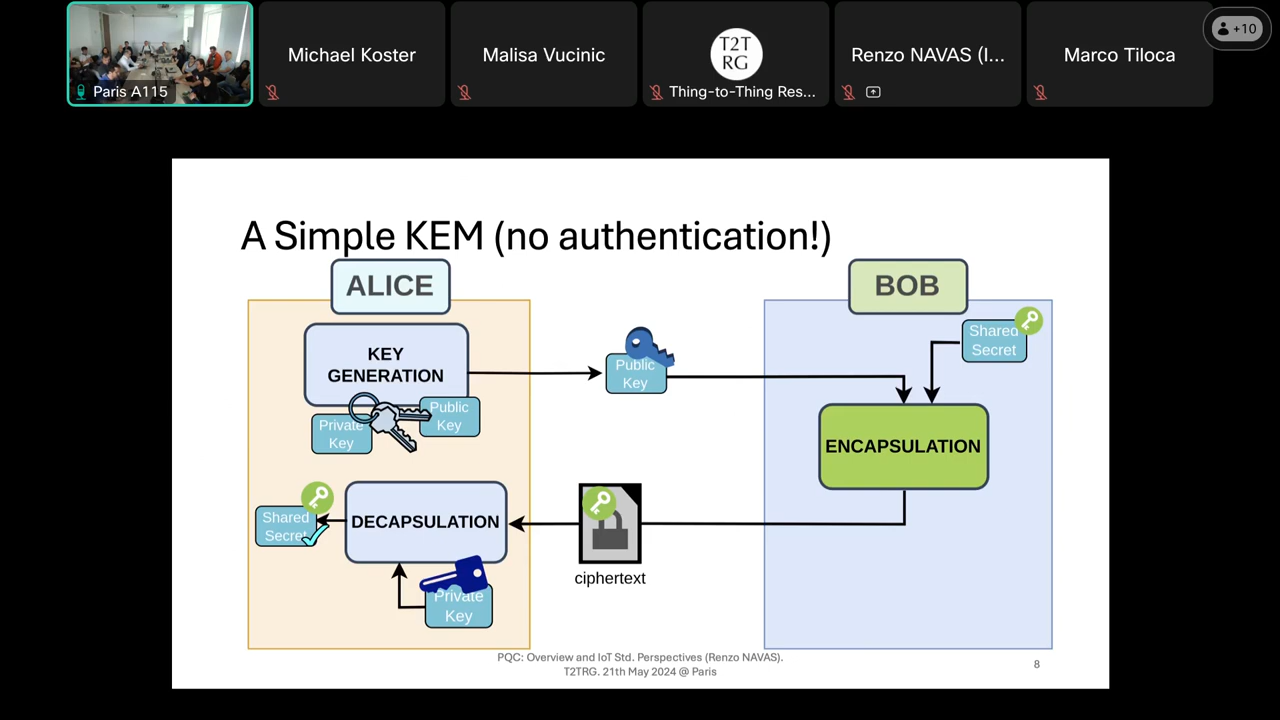 Paris A115
Michael Koster
Malisa Vucinic
T2T
RG
Thing-to-Thing Res...
Renzo NAVAS (I...
Marco Tiloca
+10
A Simple KEM (no authentication!)
ALICE
BOB
KEY
GENERATION
Private
Key
Public
Key
Public
Key
Shared
Secret
ENCAPSULATION
Shared
Secret
DECAPSULATION
ciphertext
Private
Key
PQC: Overview and IoT Std. Perspectives (Renzo NAVAS).
T2TRG. 21th May 2024 @ Paris
8